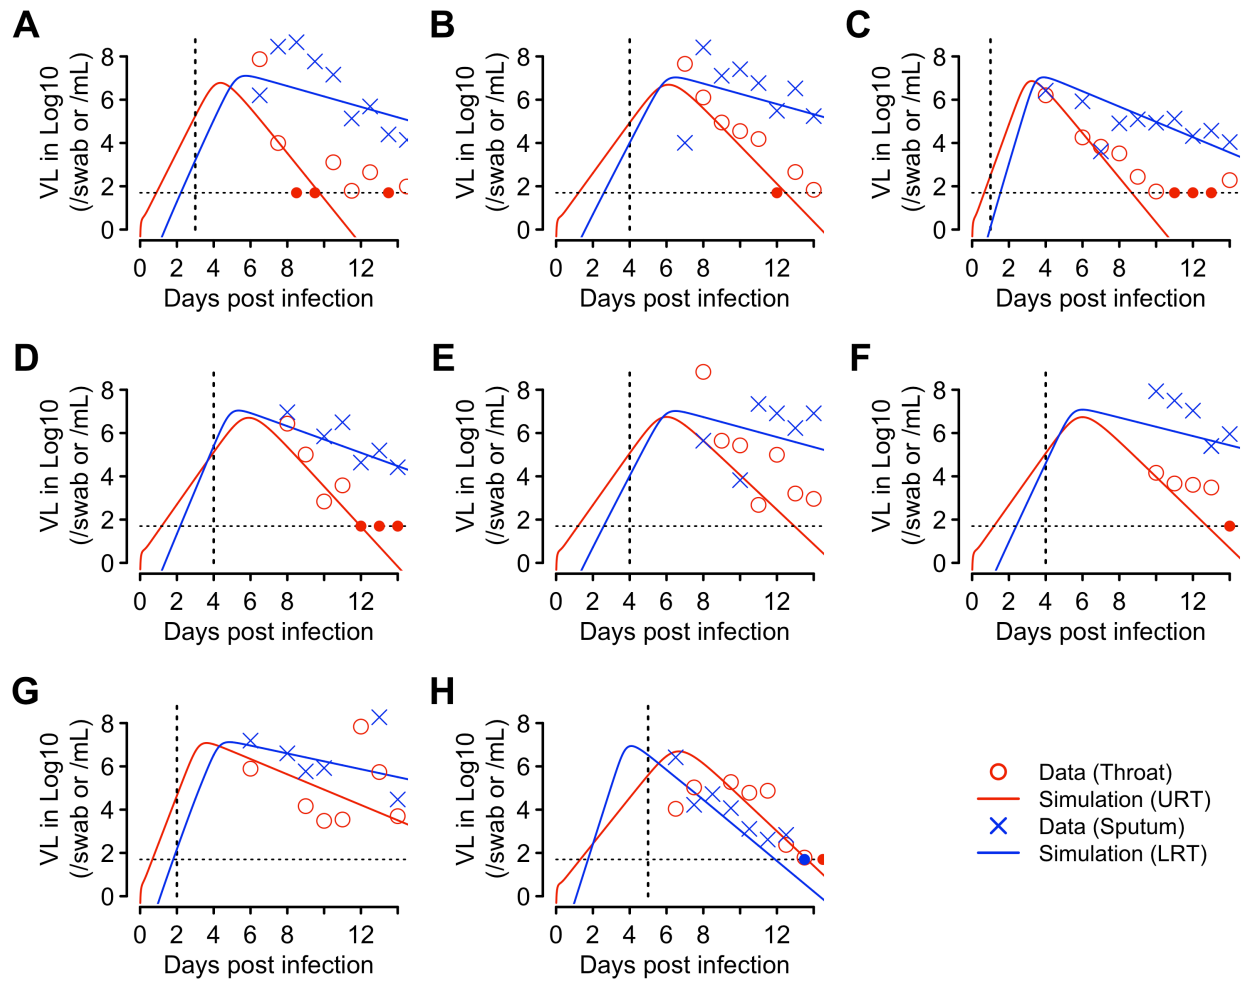 A
VL in Log10
(/swab or /mL)
8
6
4
2
0
0 2 4 6 8 12
Days post infection
B
VL in Log10
(/swab or /mL)
8
6
4
2
0
0 2 4 6 8 12
Days post infection
C
VL in Log10
(/swab or /mL)
8
6
4
2
0
0 2 4 6 8 12
Days post infection
D
VL in Log10
(/swab or /mL)
8
6
4
2
0
0 2 4 6 8 12
Days post infection
E
VL in Log10
(/swab or /mL)
8
6
4
2
0
0 2 4 6 8 12
Days post infection
F
VL in Log10
(/swab or /mL)
8
6
4
2
0
0 2 4 6 8 12
Days post infection
G
VL in Log10
(/swab or /mL)
8
6
4
2
0
0 2 4 6 8 12
Days post infection
H
VL in Log10
(/swab or /mL)
8
6
4
2
0
0 2 4 6 8 12
Days post infection
Data (Throat)
Simulation (URT)
Data (Sputum)
Simulation (LRT)